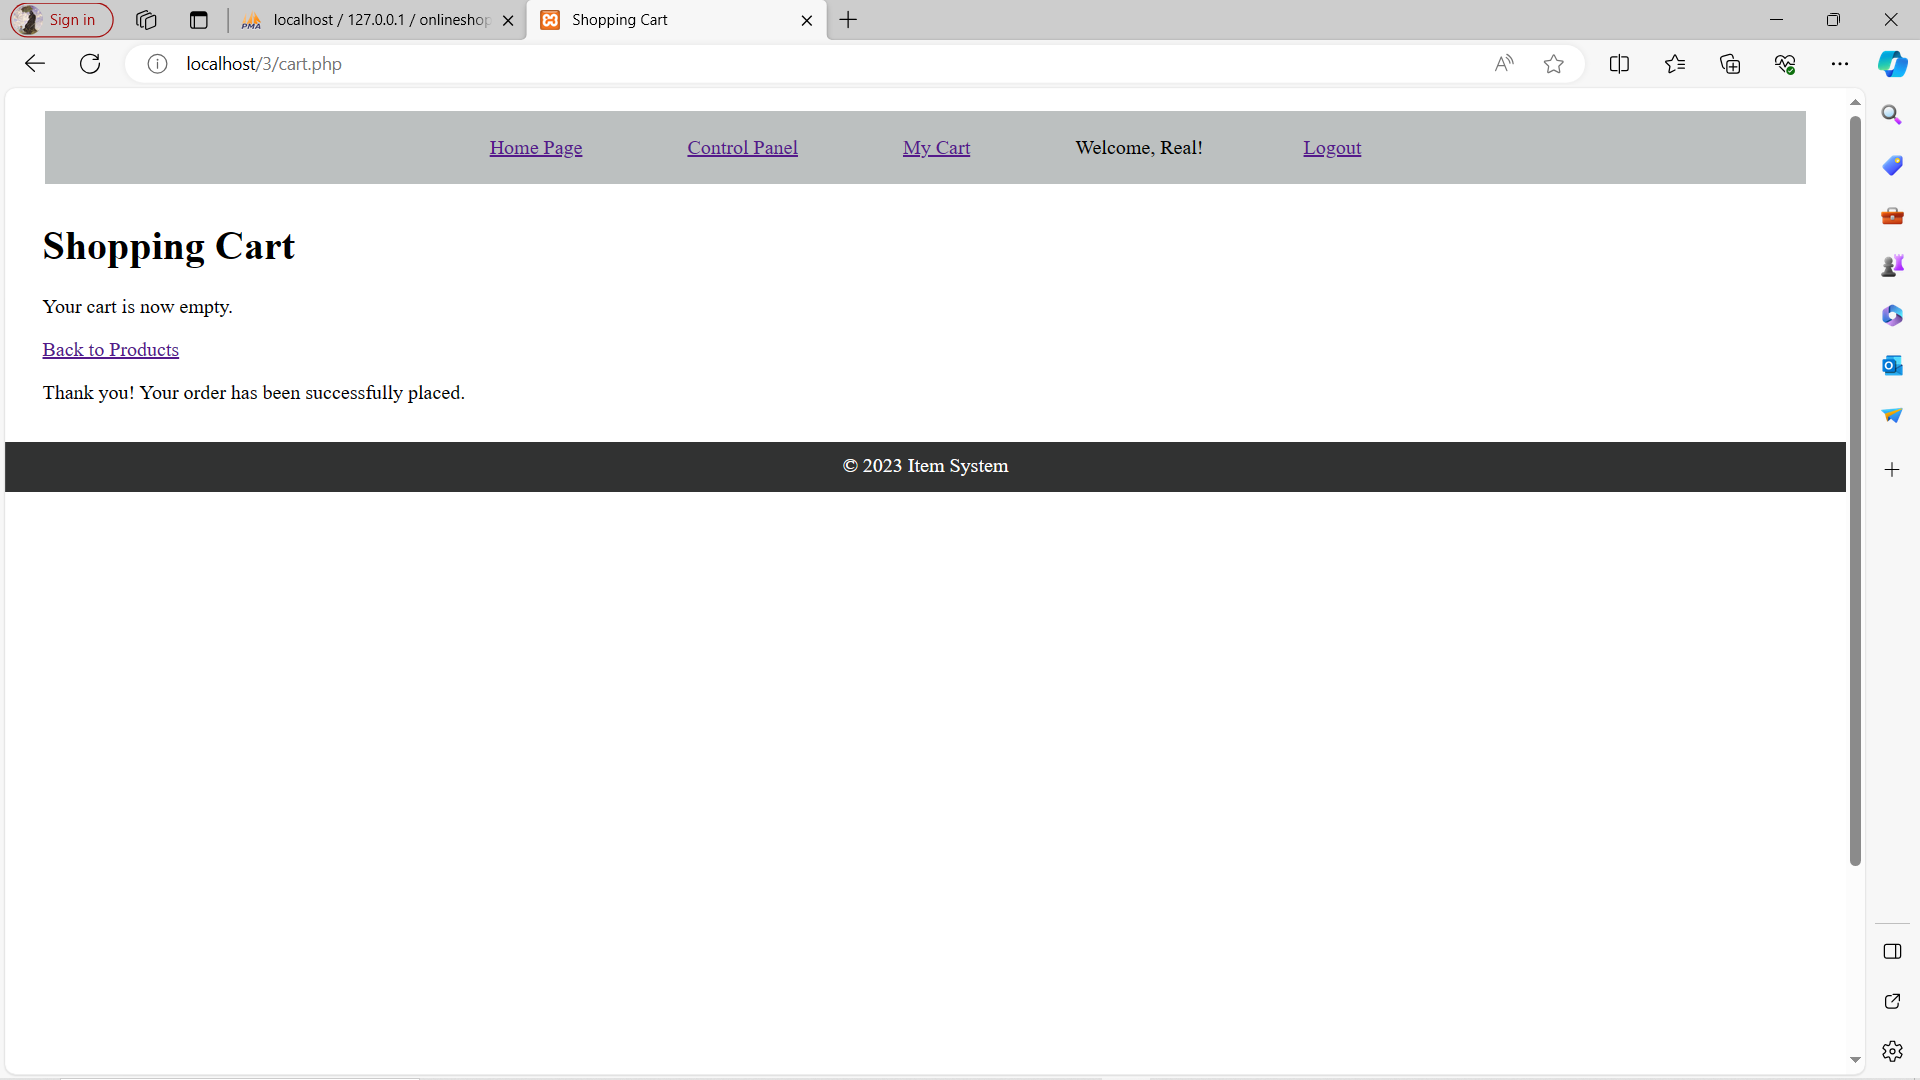 Sign in
PMA
localhost / 127.0.0.1 / onlineshop
Shopping Cart
localhost/3/cart.php
Home Page Control Panel My Cart Welcome, Real! Logout
Shopping Cart
Your cart is now empty.
Back to Products
Thank you! Your order has been successfully placed.
© 2023 Item System